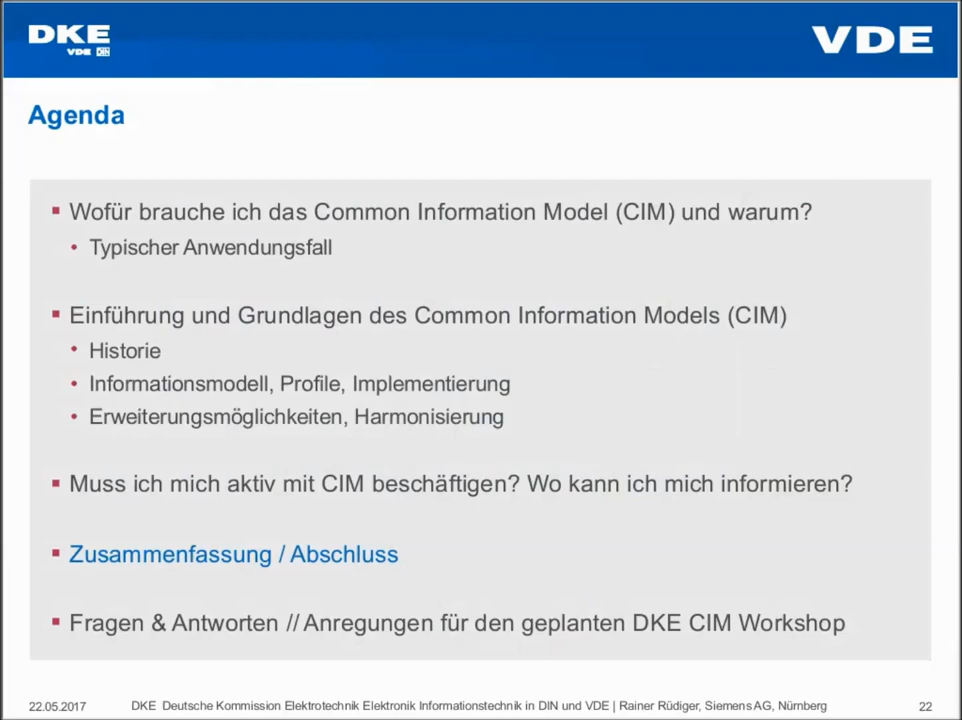 DKE
VDE DIN
VDE
Agenda
Wofür brauche ich das Common Information Model (CIM) und warum?
Typischer Anwendungsfall
Einführung und Grundlagen des Common Information Models (CIM)
Historie
Informationsmodell, Profile, Implementierung
Erweiterungsmöglichkeiten, Harmonisierung
Muss ich mich aktiv mit CIM beschäftigen? Wo kann ich mich informieren?
Zusammenfassung / Abschluss
Fragen & Antworten // Anregungen für den geplanten DKE CIM Workshop
22.05.2017 DKE Deutsche Kommission Elektrotechnik Elektronik Informationstechnik in DIN und VDE | Rainer Rüdiger, Siemens AG, Nürnberg 22